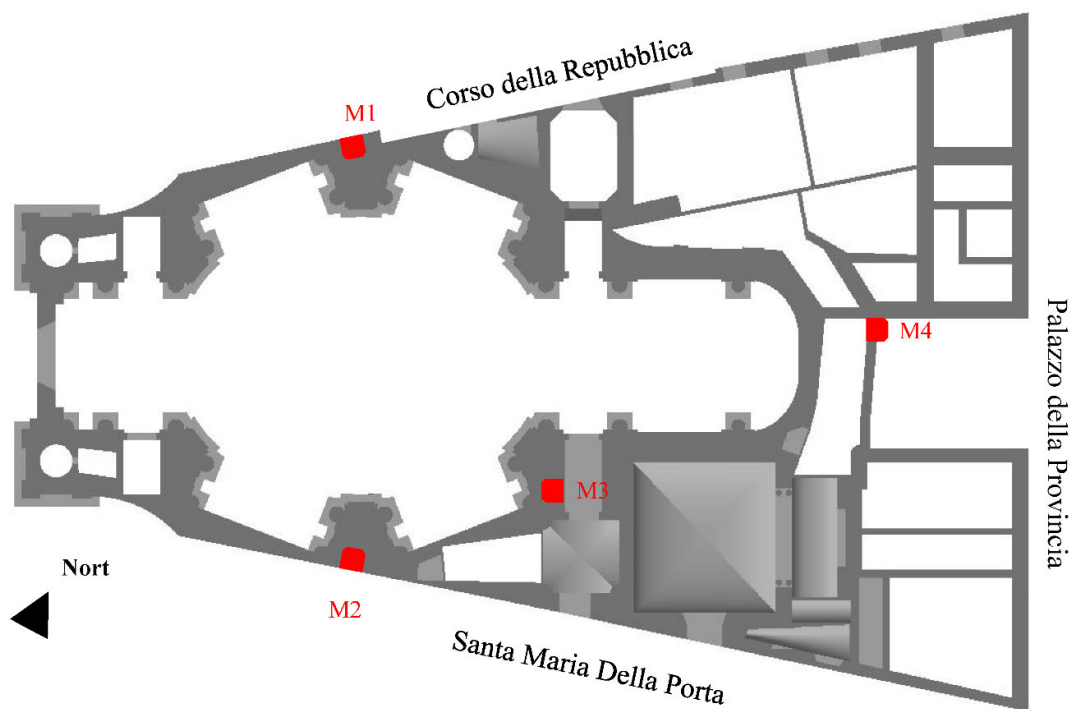 Corso della Repubblica
M1
M4
Palazzo della Provincia
M3
Nort
M2
Santa Maria Della Porta